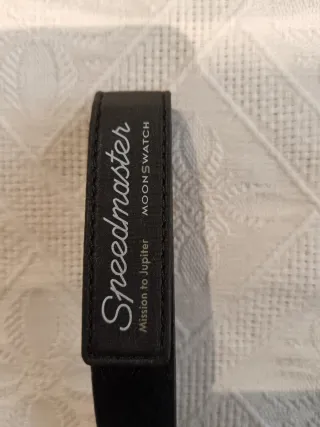 Speedmaster
MOONSWATCH
Mission to Jupiter